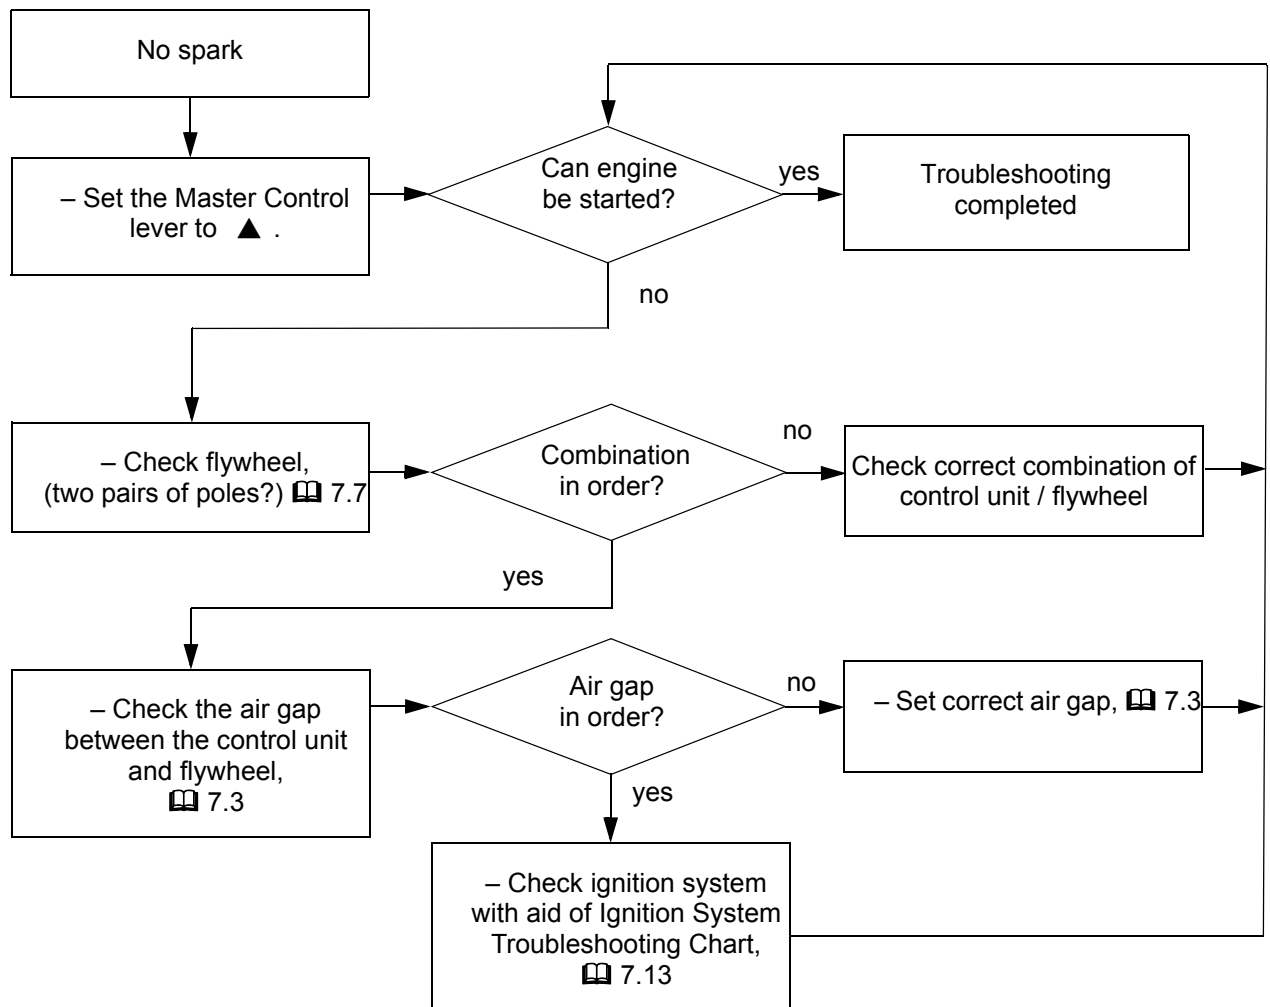 No spark
– Set the Master Control
lever to ▲ .
Can engine
be started?
yes
Troubleshooting
completed
no
– Check flywheel,
(two pairs of poles?) 🕮 7.7
Combination
in order?
no
Check correct combination of
control unit / flywheel
yes
– Check the air gap
between the control unit
and flywheel,
🕮 7.3
Air gap
in order?
no
– Set correct air gap, 🕮 7.3
yes
– Check ignition system
with aid of Ignition System
Troubleshooting Chart,
🕮 7.13